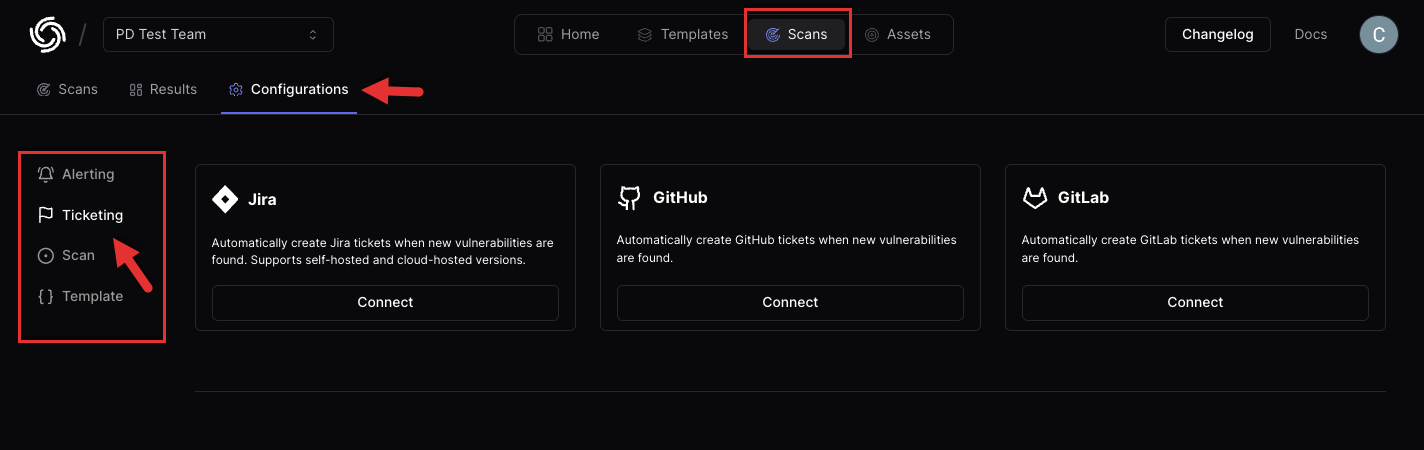 / PD Test Team Home Templates Scans Assets Changelog Docs C
Scans Results Configurations
Alerting
Ticketing
Scan
{ } Template
Jira
Automatically create Jira tickets when new vulnerabilities are
found. Supports self-hosted and cloud-hosted versions.
Connect
GitHub
Automatically create GitHub tickets when new vulnerabilities
are found.
Connect
GitLab
Automatically create GitLab tickets when new vulnerabilities
are found.
Connect